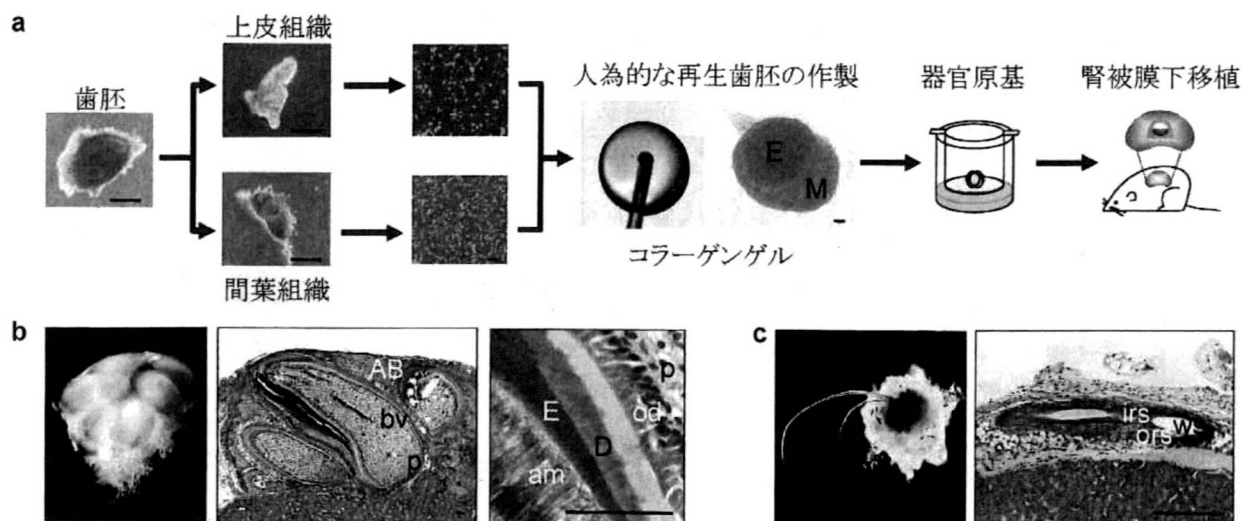 a
上皮組織
歯胚
人為的な再生歯胚の作製
器官原基
腎被膜下移植
E
M
コラーゲンゲル
間葉組織
b
AB
bv
p
E
D
od
p
am
c
irs
ors
w